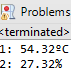 Problems
<terminated>
1: 54.32°C
2: 27.32%